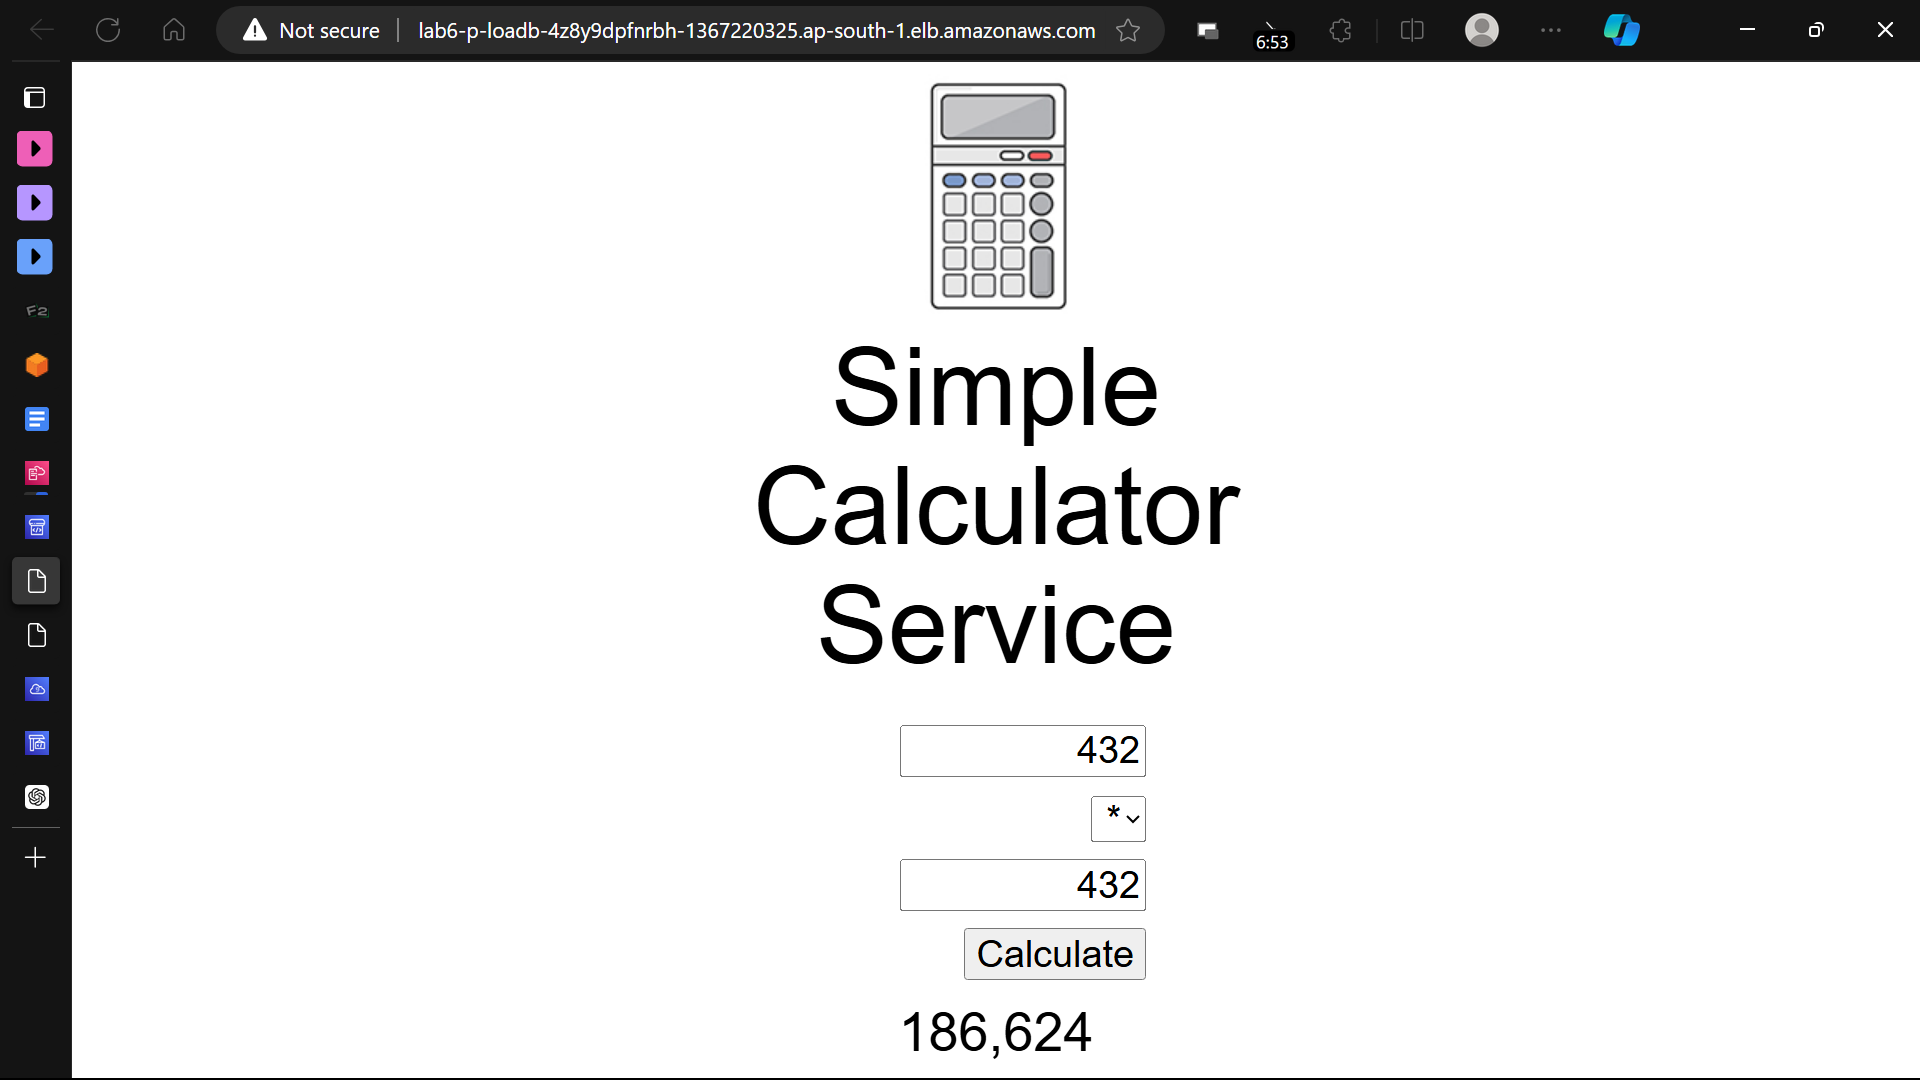 Not secure
lab6-p-loadb-4z8y9dpfnrbh-1367220325.ap-south-1.elb.amazonaws.com
6:53
F2
Simple
Calculator
Service
432
*
432
Calculate
186,624